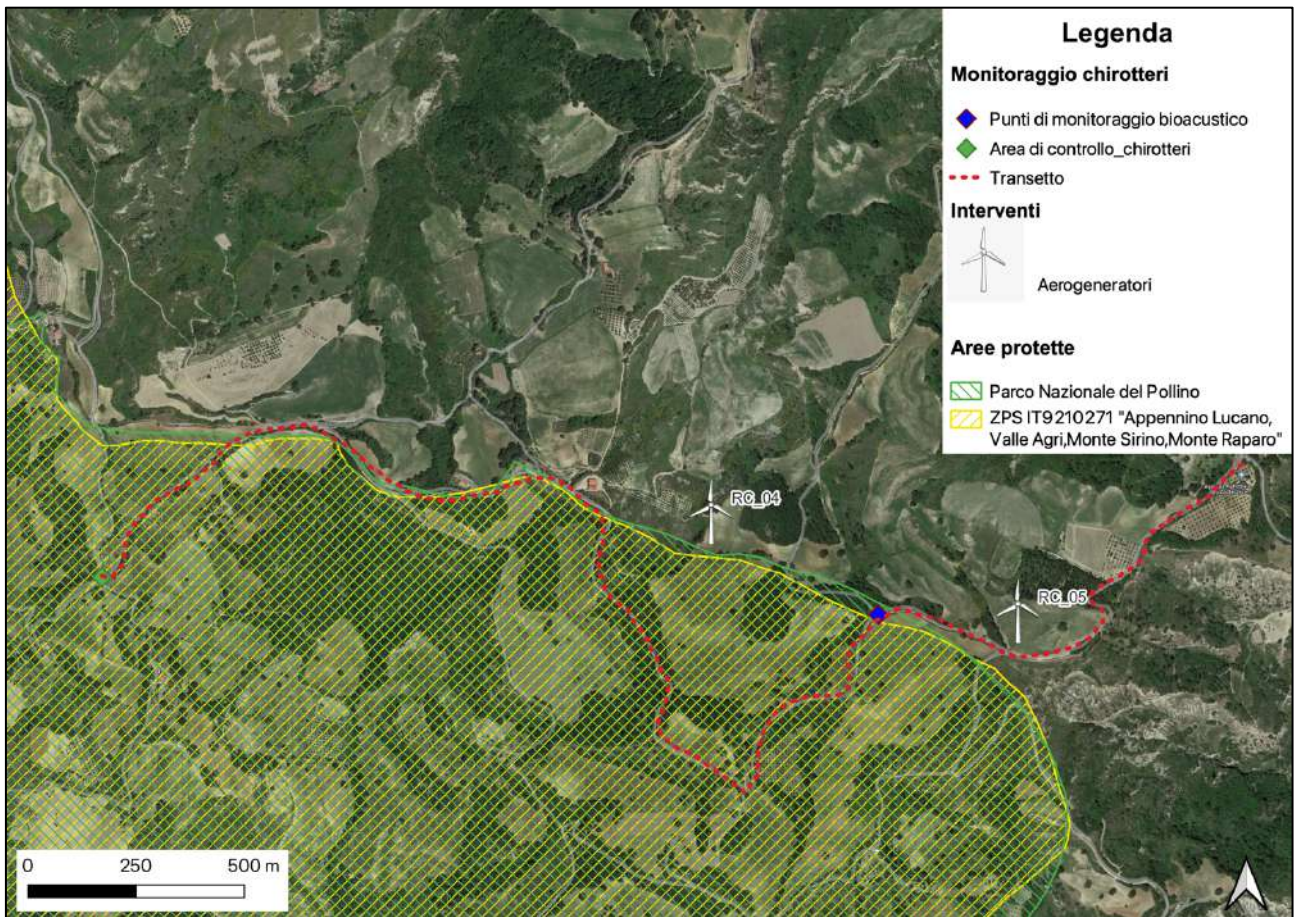 Legenda
Monitoraggio chirotteri
Punti di monitoraggio bioacustico
Area di controllo_chirotteri
Transetto
Interventi
Aerogeneratori
Aree protette
Parco Nazionale del Pollino
ZPS IT9210271 "Appennino Lucano,
Valle Agri,Monte Sirino,Monte Raparo"
RC_04
RC_05
0 250 500 m